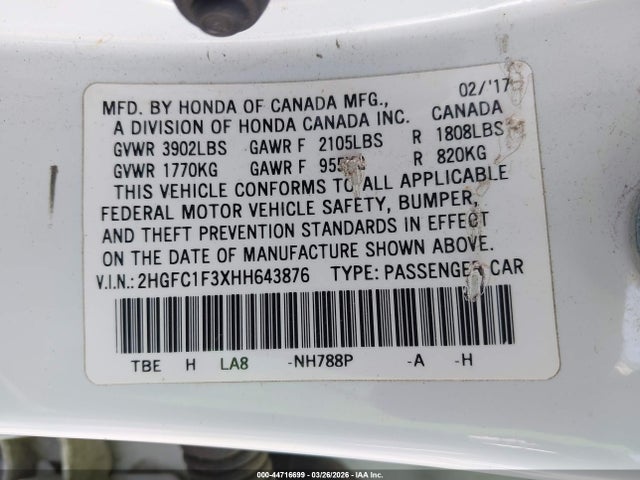 02/'17
MFD. BY HONDA OF CANADA MFG.,
A DIVISION OF HONDA CANADA INC. CANADA
GVWR 3902LBS GAWR F 2105LBS R 1808LBS
GVWR 1770KG GAWR F R 820KG
THIS VEHICLE CONFORMS TO ALL APPLICABLE
FEDERAL MOTOR VEHICLE SAFETY, BUMPER,
AND THEFT PREVENTION STANDARDS IN EFFECT
ON THE DATE OF MANUFACTURE SHOWN ABOVE.
V.I.N.: 2HGFC1F3XHH643876 TYPE: PASSENGER CAR
TBE H LA8 -NH788P -A -H
000-44716699 | 03/26/2026 | IAA Inc.